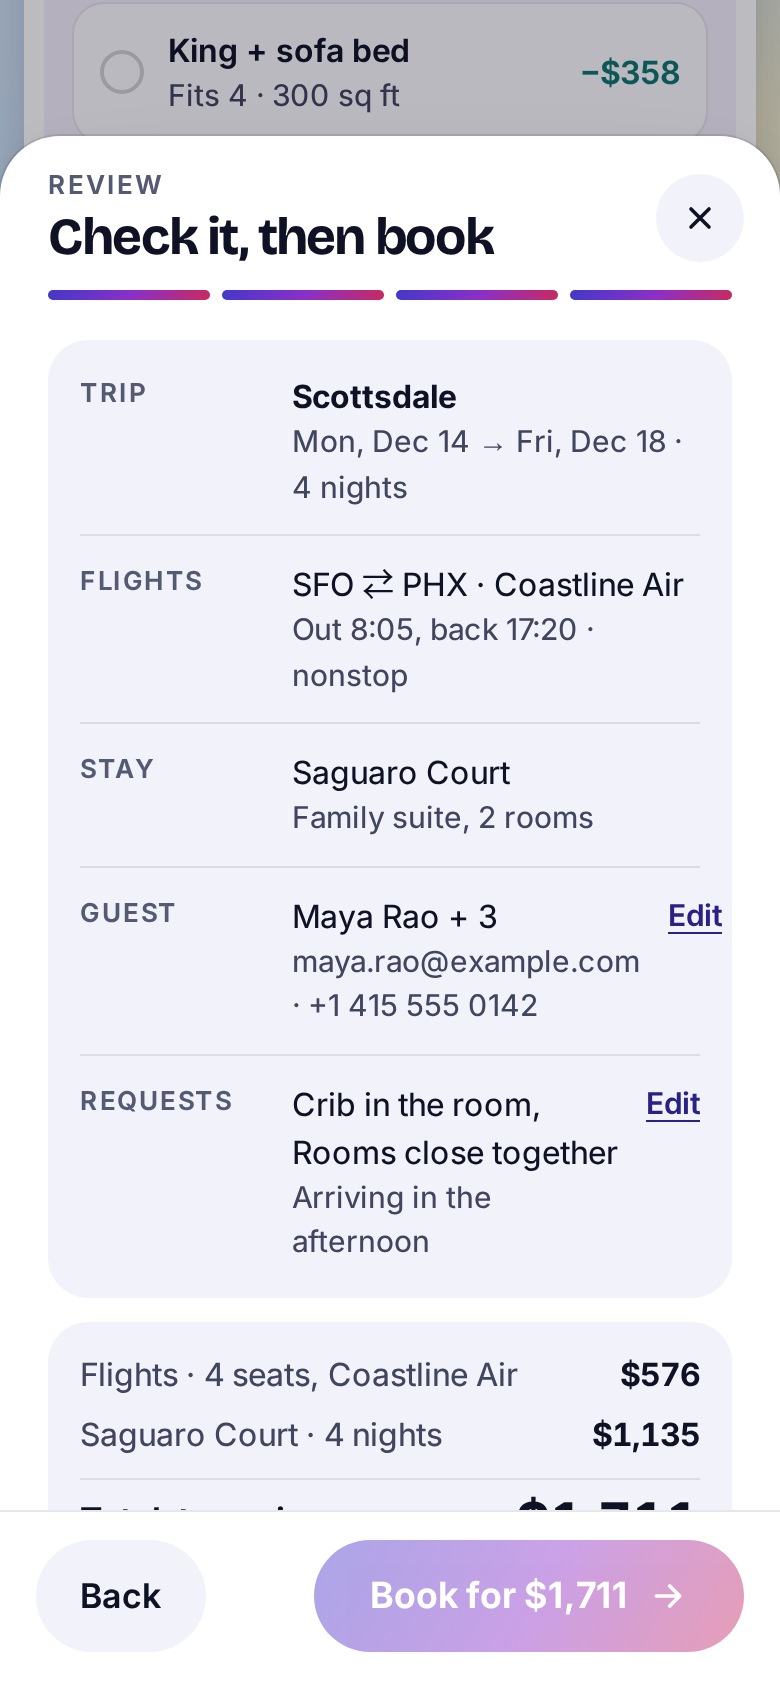 King + sofa bed
Fits 4 · 300 sq ft
−$358
REVIEW
Check it, then book
TRIP
Scottsdale
Mon, Dec 14 → Fri, Dec 18 ·
4 nights
FLIGHTS
SFO ⇄ PHX · Coastline Air
Out 8:05, back 17:20 ·
nonstop
STAY
Saguaro Court
Family suite, 2 rooms
GUEST
Maya Rao + 3
Edit
maya.rao@example.com
· +1 415 555 0142
REQUESTS
Crib in the room,
Edit
Rooms close together
Arriving in the
afternoon
Flights · 4 seats, Coastline Air
$576
Saguaro Court · 4 nights
$1,135
$1,711
Back
Book for $1,711 →